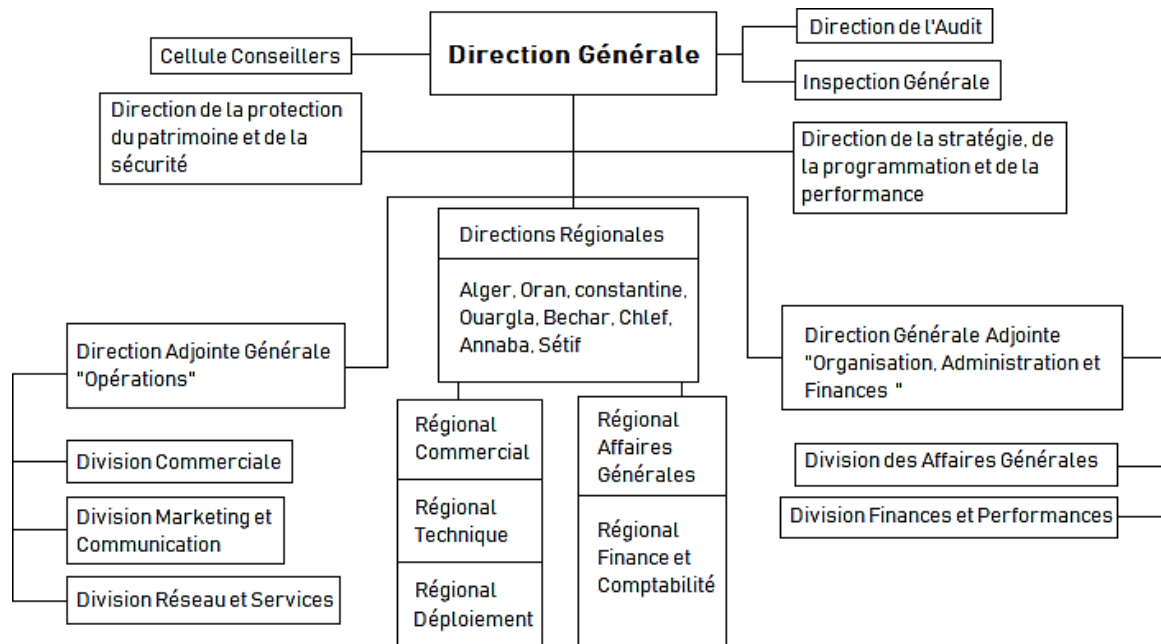 Direction Générale
Cellule Conseillers
Direction de l'Audit
Inspection Générale
Direction de la protection
du patrimoine et de la
sécurité
Direction de la stratégie, de
la programmation et de la
performance
Directions Régionales
Alger, Oran, constantine,
Ouargla, Bechar, Chlef,
Annaba, Sétif
Direction Adjointe Générale
"Opérations"
Direction Générale Adjointe
"Organisation, Administration et
Finances "
Division Commerciale
Division Marketing et
Communication
Division Réseau et Services
Régional
Commercial
Régional
Technique
Régional
Déploiement
Régional
Affaires
Générales
Régional
Finance et
Comptabilité
Division des Affaires Générales
Division Finances et Performances